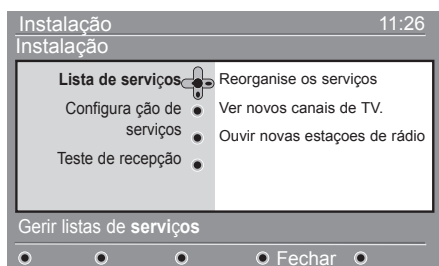 Instalação 11:26
Instalação
Lista de serviços
Configura ção de
serviços
Teste de recepção
Reorganise os serviços
Ver novos canais de TV.
Ouvir novas estaçoes de rádio
Gerir listas de serviços
Fechar